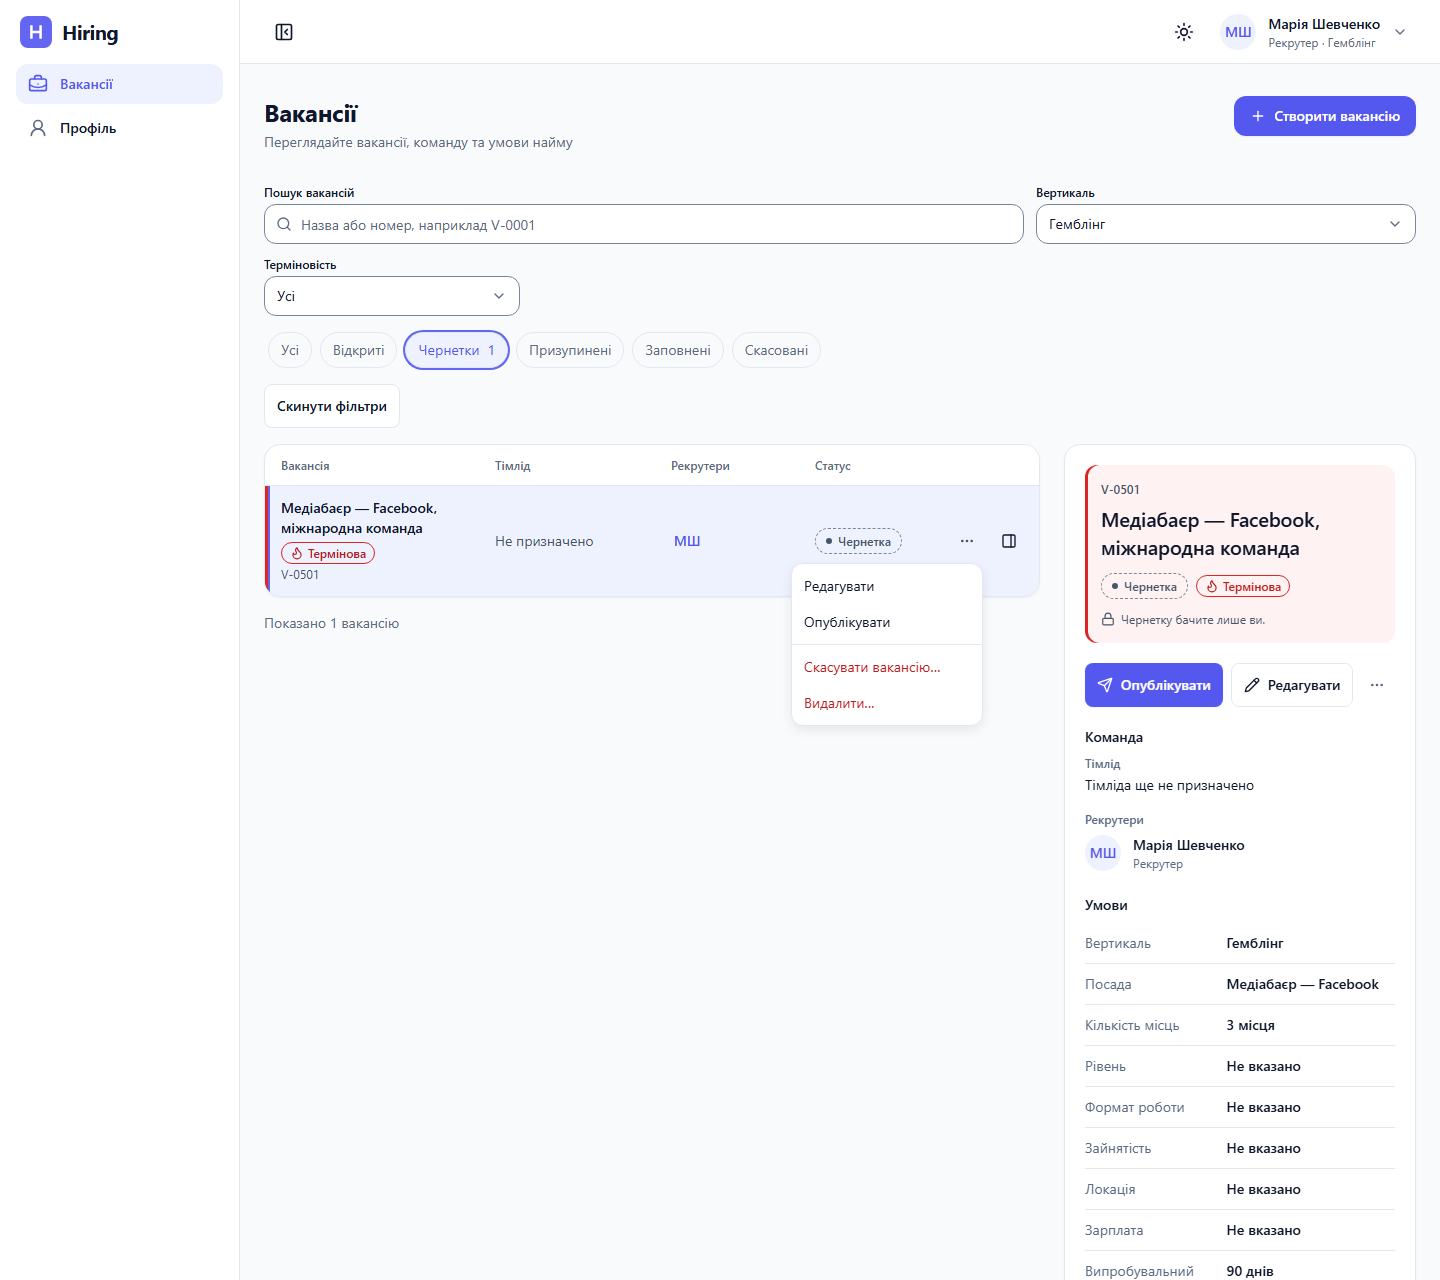 H Hiring
Вакансії
Профіль
МШ
Марія Шевченко
Рекрутер · Гемблінг
Вакансії
Переглядайте вакансії, команду та умови найму
Створити вакансію
Пошук вакансій
Назва або номер, наприклад V-0001
Вертикаль
Гемблінг
Терміновість
Усі
Усі
Відкриті
Чернетки 1
Призупинені
Заповнені
Скасовані
Скинути фільтри
Вакансія
Тімлід
Рекрутери
Статус
Медіабаєр — Facebook,
міжнародна команда
Термінова
V-0501
Не призначено
МШ
Чернетка
Редагувати
Опублікувати
Скасувати вакансію…
Видалити…
Показано 1 вакансію
V-0501
Медіабаєр — Facebook,
міжнародна команда
Чернетка
Термінова
Чернетку бачите лише ви.
Опублікувати
Редагувати
Команда
Тімлід
Тімліда ще не призначено
Рекрутери
МШ
Марія Шевченко
Рекрутер
Умови
Вертикаль Гемблінг
Посада Медіабаєр — Facebook
Кількість місць 3 місця
Рівень Не вказано
Формат роботи Не вказано
Зайнятість Не вказано
Локація Не вказано
Зарплата Не вказано
Випробувальний 90 днів